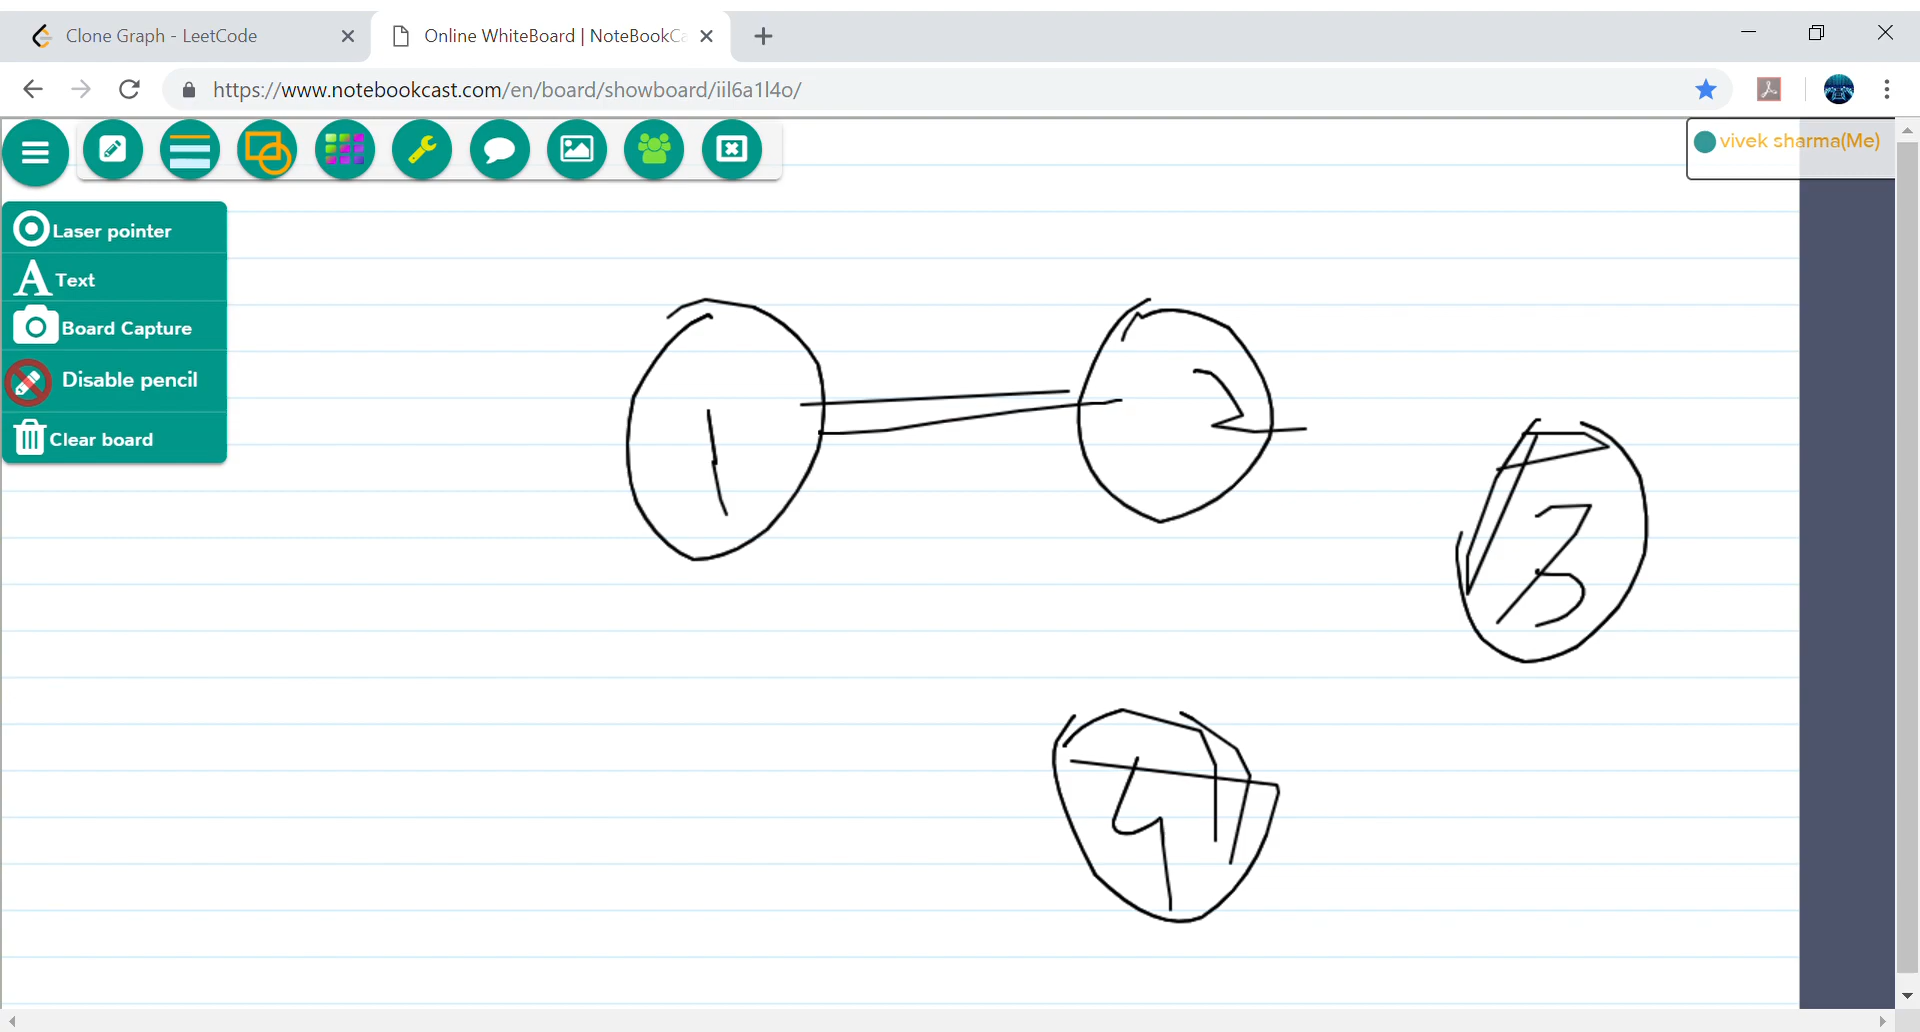 Clone Graph - LeetCode
Online WhiteBoard | NoteBookCa
https://www.notebookcast.com/en/board/showboard/iil6a1l4o/
vivek sharma(Me)
Laser pointer
A Text
Board Capture
Disable pencil
Clear board
1
2
3
4